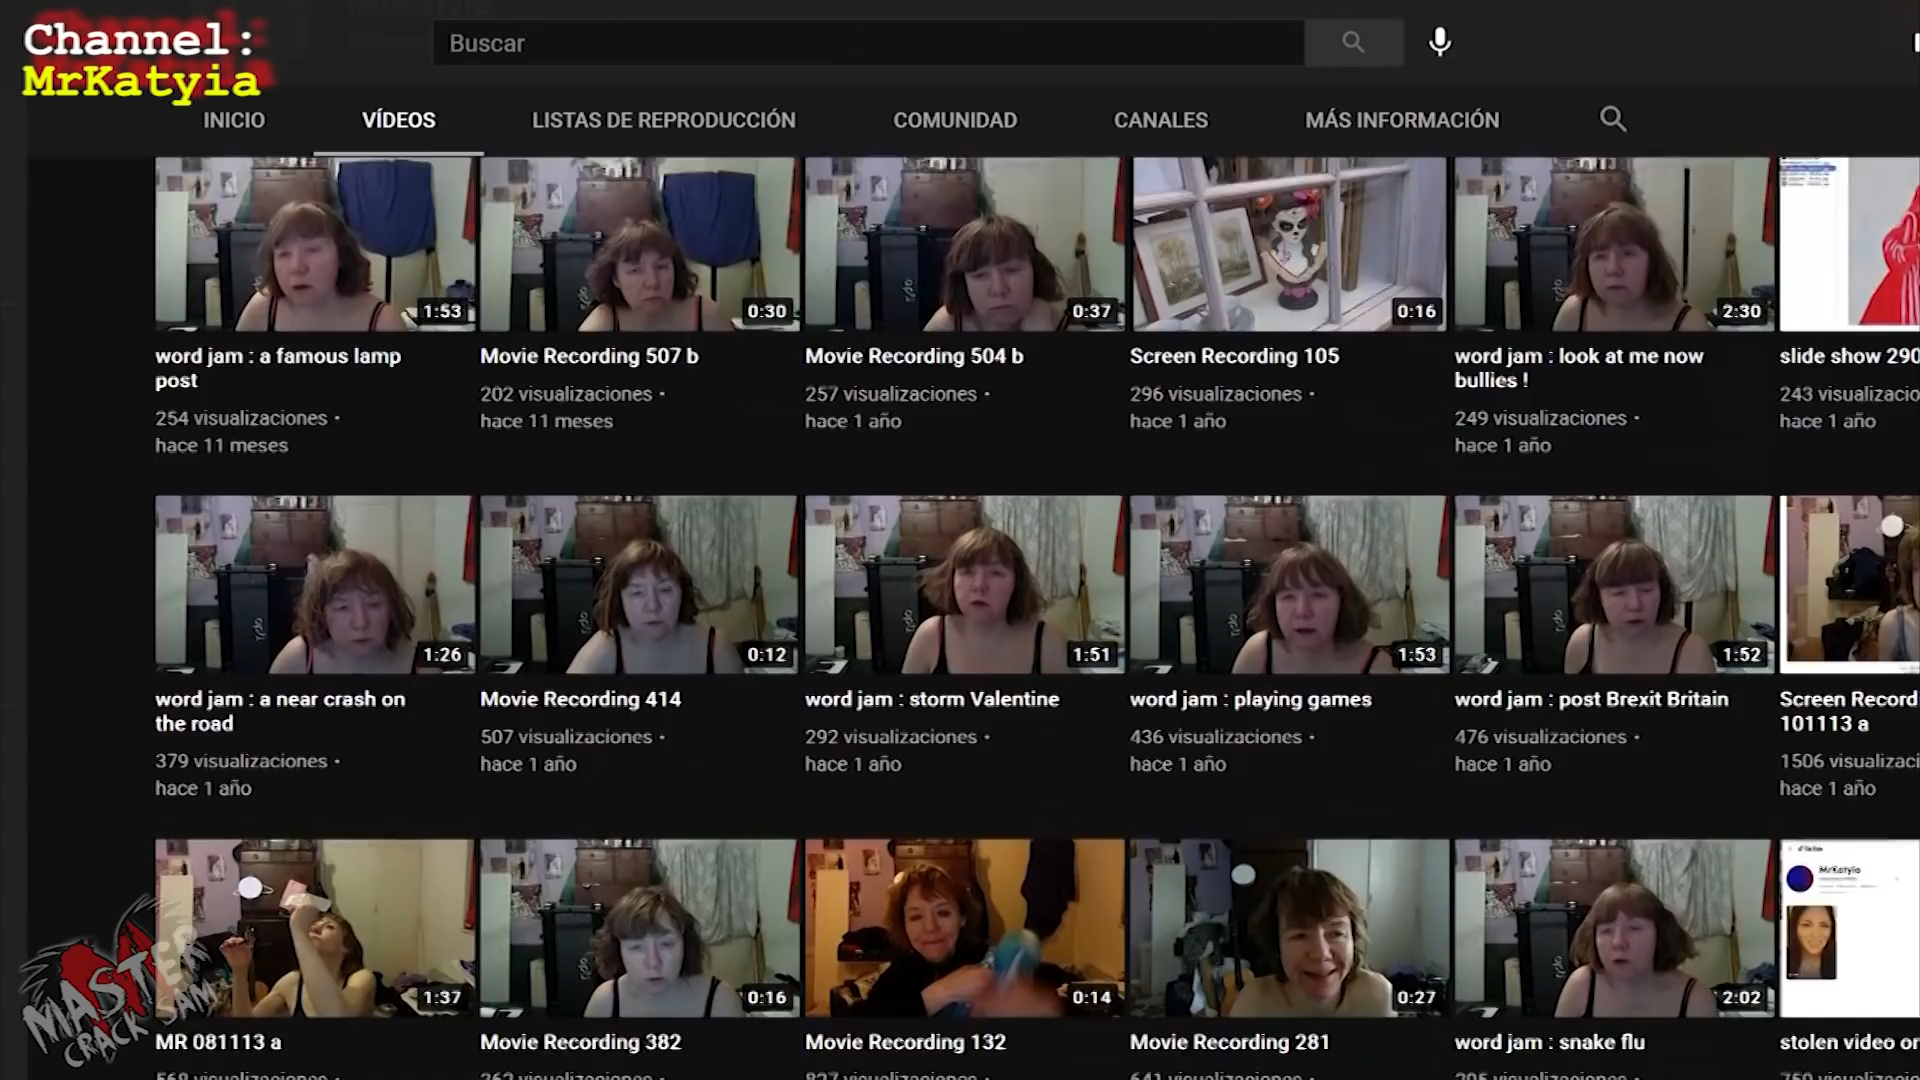 Channel:
MrKatyia
Buscar
INICIO
VÍDEOS
LISTAS DE REPRODUCCIÓN
COMUNIDAD
CANALES
MÁS INFORMACIÓN
1:53
0:30
0:37
0:16
2:30
word jam : a famous lamp
post
254 visualizaciones •
hace 11 meses
Movie Recording 507 b
202 visualizaciones •
hace 11 meses
Movie Recording 504 b
257 visualizaciones •
hace 1 año
Screen Recording 105
296 visualizaciones •
hace 1 año
word jam : look at me now
bullies !
249 visualizaciones •
hace 1 año
slide show 290
243 visualizacio
hace 1 año
1:26
0:12
1:51
1:53
1:52
word jam : a near crash on
the road
379 visualizaciones •
hace 1 año
Movie Recording 414
507 visualizaciones •
hace 1 año
word jam : storm Valentine
292 visualizaciones •
hace 1 año
word jam : playing games
436 visualizaciones •
hace 1 año
word jam : post Brexit Britain
476 visualizaciones •
hace 1 año
Screen Record
101113 a
1506 visualizaci
hace 1 año
1:37
0:16
0:14
0:27
2:02
MrKatyia
MR 081113 a
Movie Recording 382
Movie Recording 132
Movie Recording 281
word jam : snake flu
stolen video or
MASTER
CRACK SAM